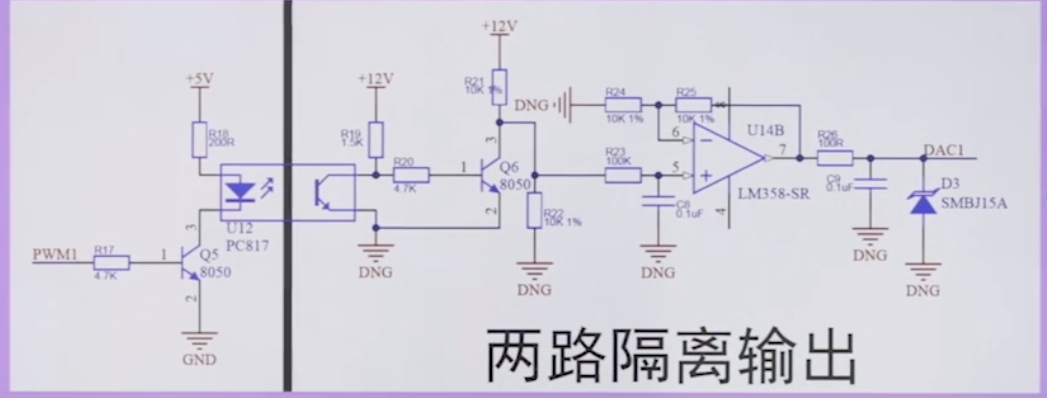 +12V
+5V
+12V
R21
10K 1%
DNG
R24
10K 1%
R25
10K 1%
8
U14B
R18
200R
R19
1.5K
R20
4.7K
1
3
Q6
8050
2
R23
100K
6
5
7
R26
100R
DAC1
LM358-SR
4
C8
0.1uF
C9
0.1uF
D3
SMBJ15A
R22
10K 1%
U12
PC817
PWM1
R17
4.7K
1
3
Q5
8050
2
DNG
DNG
DNG
DNG
DNG
GND
两路隔离输出